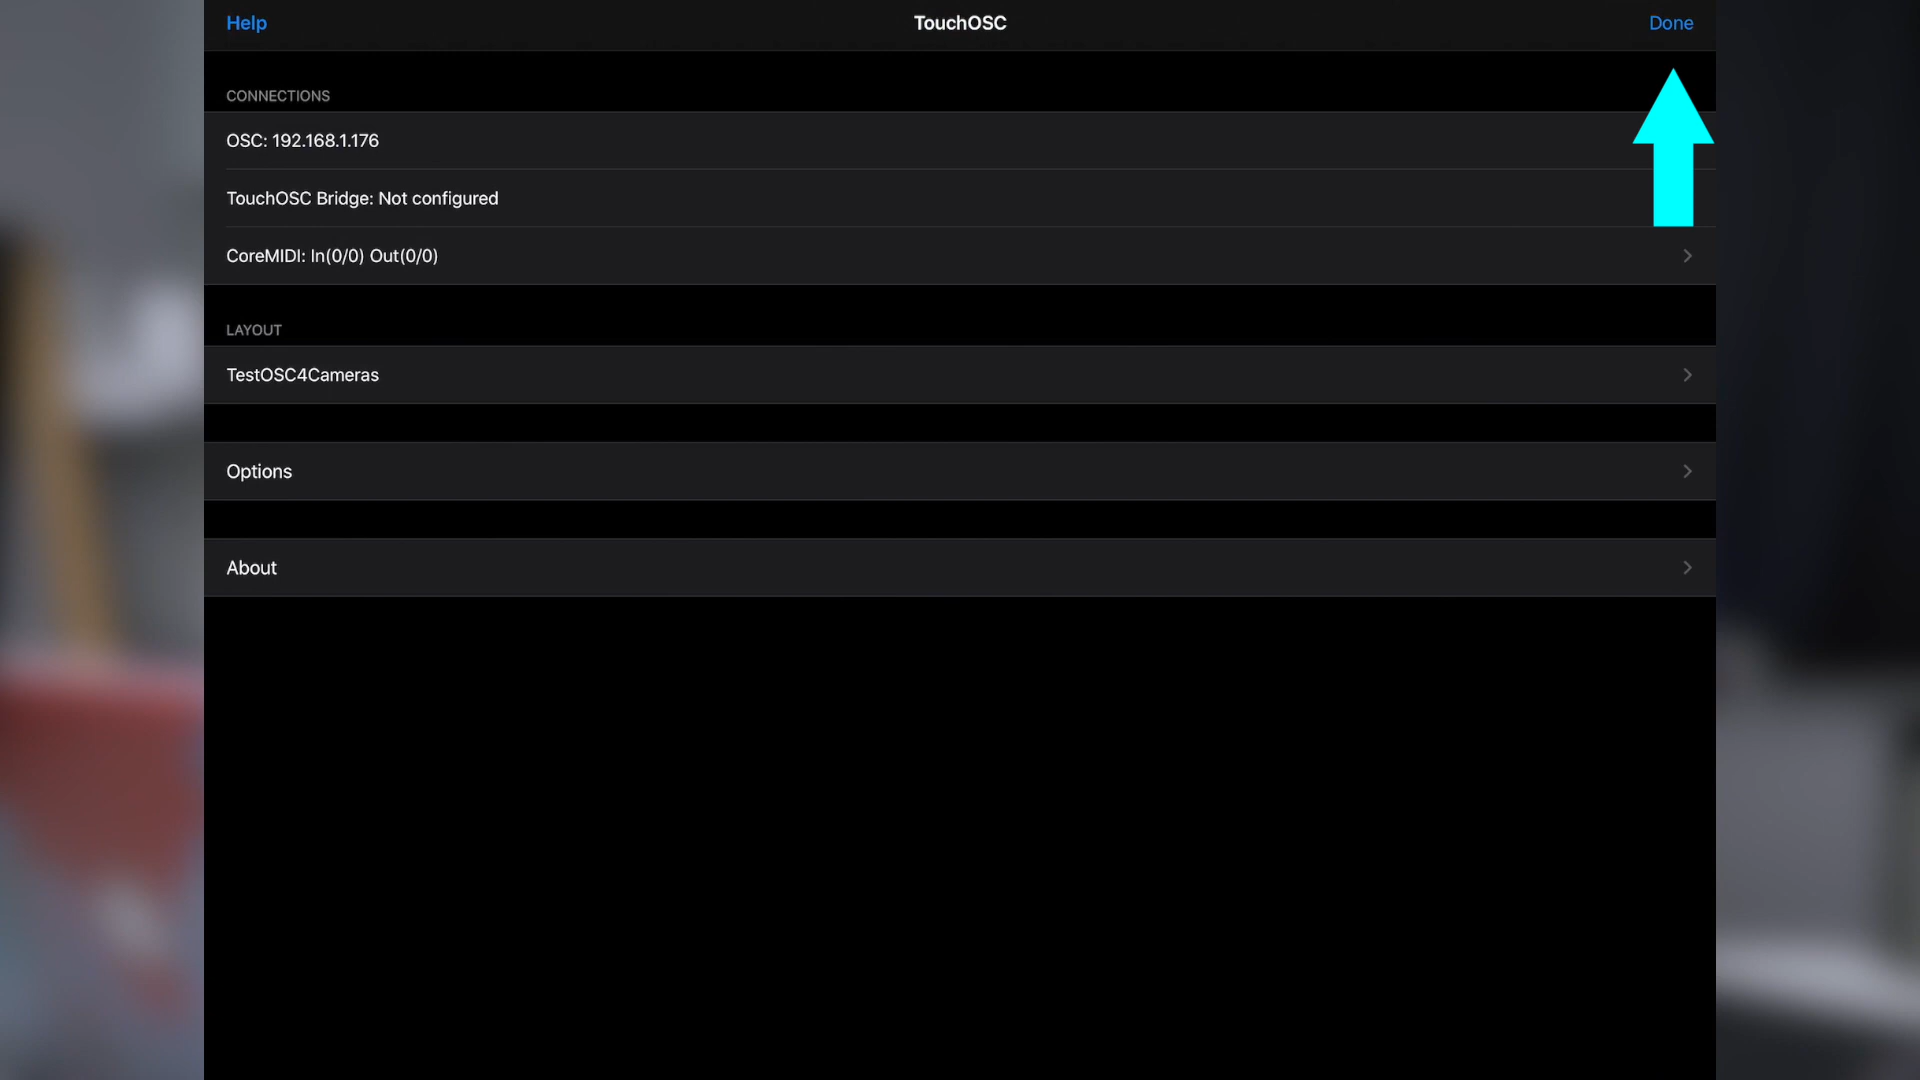 Help
TouchOSC
Done
CONNECTIONS
OSC: 192.168.1.176
TouchOSC Bridge: Not configured
CoreMIDI: In(0/0) Out(0/0)
LAYOUT
TestOSC4Cameras
Options
About